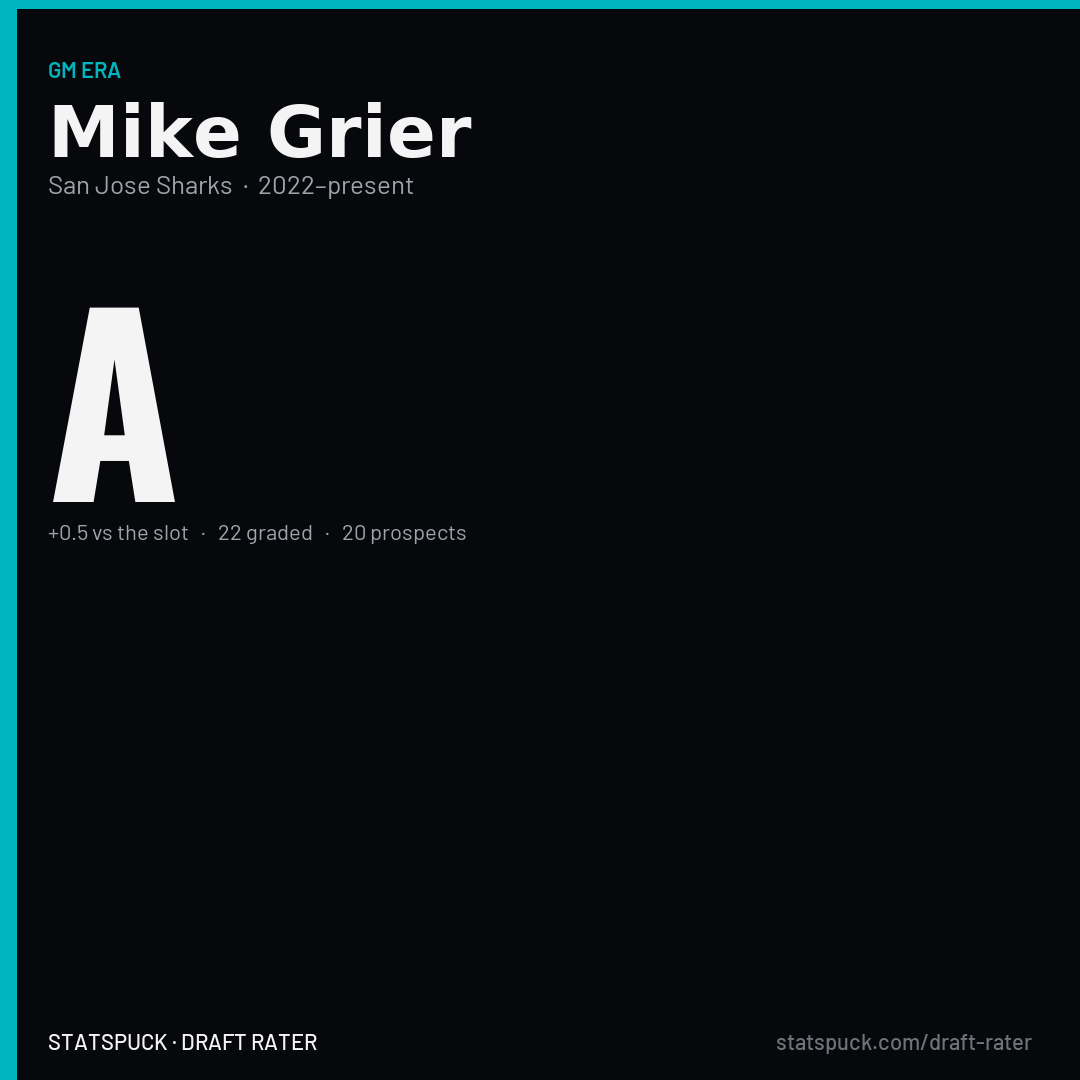 GM ERA
Mike Grier
San Jose Sharks · 2022–present
A
+0.5 vs the slot · 22 graded · 20 prospects
STATSPUCK · DRAFT RATER
statspuck.com/draft-rater